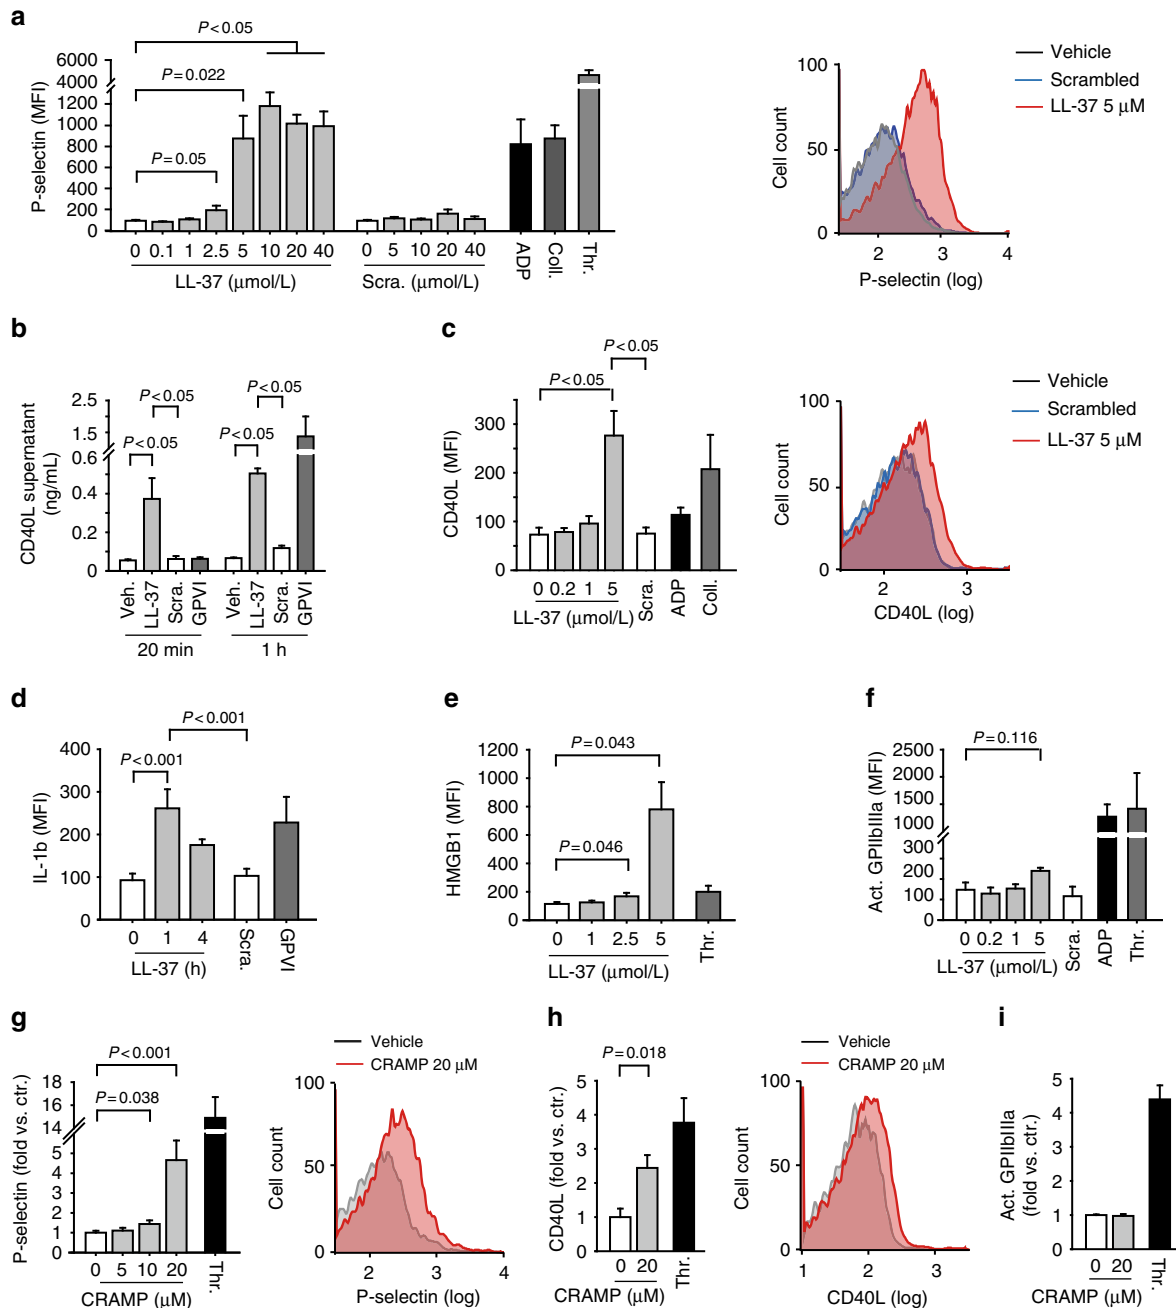 a
P<0.05
P=0.022
P=0.05
P-selectin (MFI)
6000
4000
1200
1000
800
600
400
200
0
0 0.1 1 2.5 5 10 20 40
LL-37 (μmol/L)
0 5 10 20 40
Scra. (μmol/L)
ADP
Coll.
Thr.
Vehicle
Scrambled
LL-37 5 μM
Cell count
100
50
0
2 3 4
P-selectin (log)
b
P<0.05
P<0.05
P<0.05
P<0.05
CD40L supernatant
(ng/mL)
2.5
1.5
0.6
0.4
0.2
0
Veh.
LL-37
Scra.
GPVI
Veh.
LL-37
Scra.
GPVI
20 min
1 h
c
P<0.05
P<0.05
CD40L (MFI)
300
200
100
0
0 0.2 1 5
LL-37 (μmol/L)
Scra.
ADP
Coll.
Vehicle
Scrambled
LL-37 5 μM
Cell count
100
50
0
2 3
CD40L (log)
d
P<0.001
P<0.001
IL-1b (MFI)
400
300
200
100
0
0 1 4
LL-37 (h)
Scra.
GPVI
e
P=0.043
P=0.046
HMGB1 (MFI)
1200
1000
800
600
400
200
0
0 1 2.5 5
LL-37 (μmol/L)
Thr.
f
P=0.116
Act. GPIIbIIIa (MFI)
2500
2000
1500
1000
300
200
100
0
0 0.2 1 5
LL-37 (μmol/L)
Scra.
ADP
Thr.
g
P<0.001
P=0.038
P-selectin (fold vs. ctr.)
18
16
14
5
4
2
1
0
0 5 10 20
CRAMP (μM)
Thr.
Vehicle
CRAMP 20 μM
Cell count
100
50
0
2 3 4
P-selectin (log)
h
P=0.018
CD40L (fold vs. ctr.)
5
4
3
2
1
0
0 20
CRAMP (μM)
Thr.
Vehicle
CRAMP 20 μM
Cell count
100
50
0
1 2 3
CD40L (log)
i
Act. GPIIbIIIa
(fold vs. ctr.)
5
4
3
2
1
0
0 20
CRAMP (μM)
Thr.